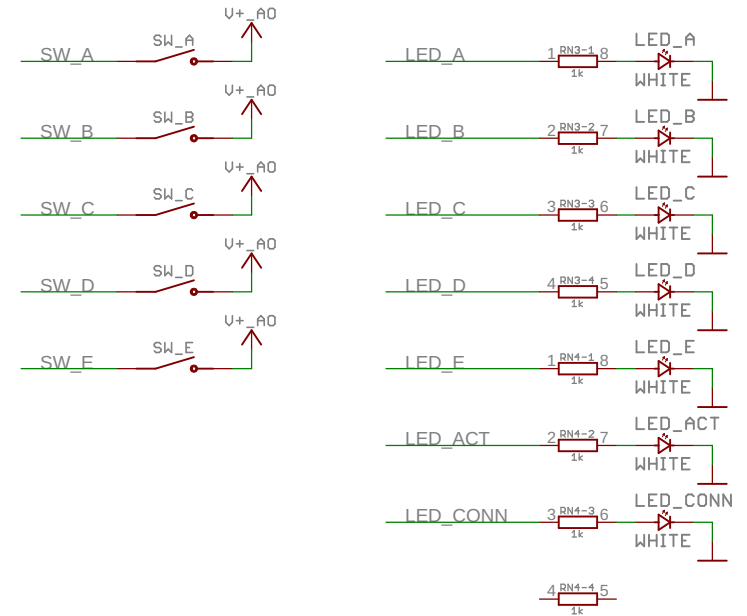 V+_AO
SW_A
SW_A
V+_AO
SW_B
SW_B
V+_AO
SW_C
SW_C
V+_AO
SW_D
SW_D
V+_AO
SW_E
SW_E
LED_A
1 RN3-1 8
1k
LED_A
WHITE
LED_B
2 RN3-2 7
1k
LED_B
WHITE
LED_C
3 RN3-3 6
1k
LED_C
WHITE
LED_D
4 RN3-4 5
1k
LED_D
WHITE
LED_E
1 RN4-1 8
1k
LED_E
WHITE
LED_ACT
2 RN4-2 7
1k
LED_ACT
WHITE
LED_CONN
3 RN4-3 6
1k
LED_CONN
WHITE
4 RN4-4 5
1k